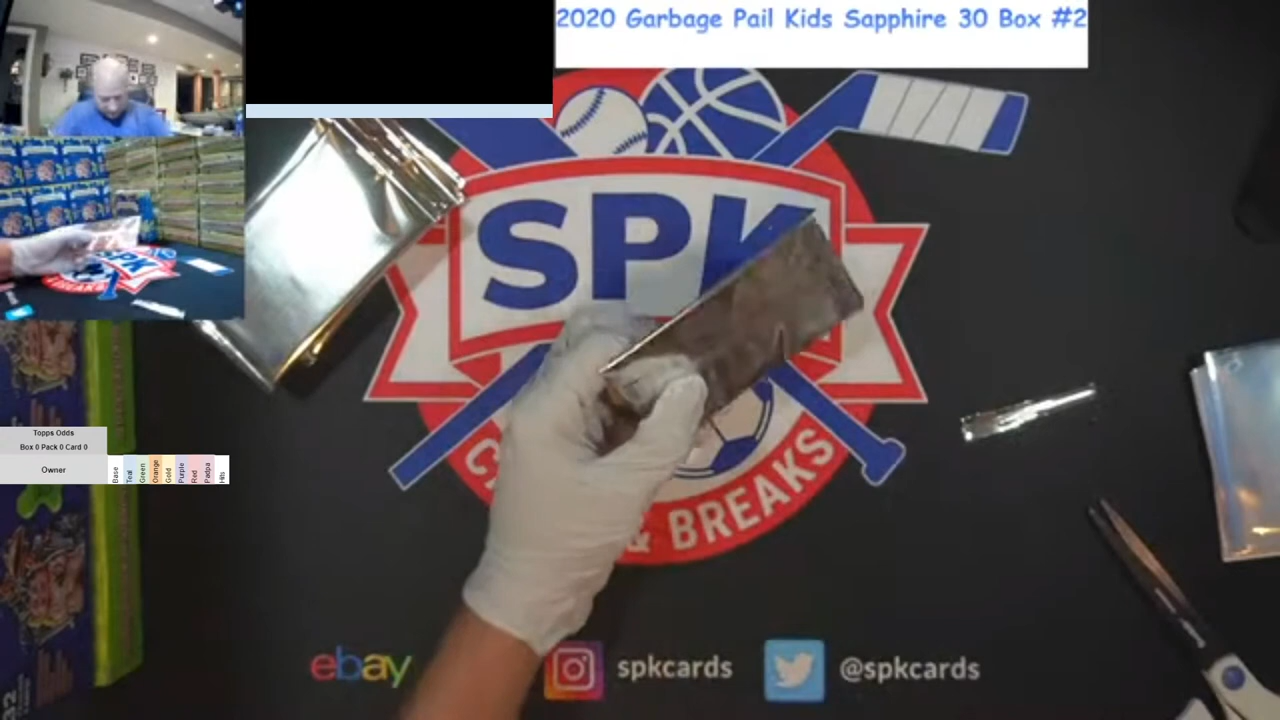 2020 Garbage Pail Kids Sapphire 30 Box #2
SPK
& BREAKS
Topps Odds
Box 0 Pack 0 Card 0
Owner
Base
Teal
Green
Orange
Gold
Purple
Red
Padpa
Hits
ebay
spkcards
@spkcards